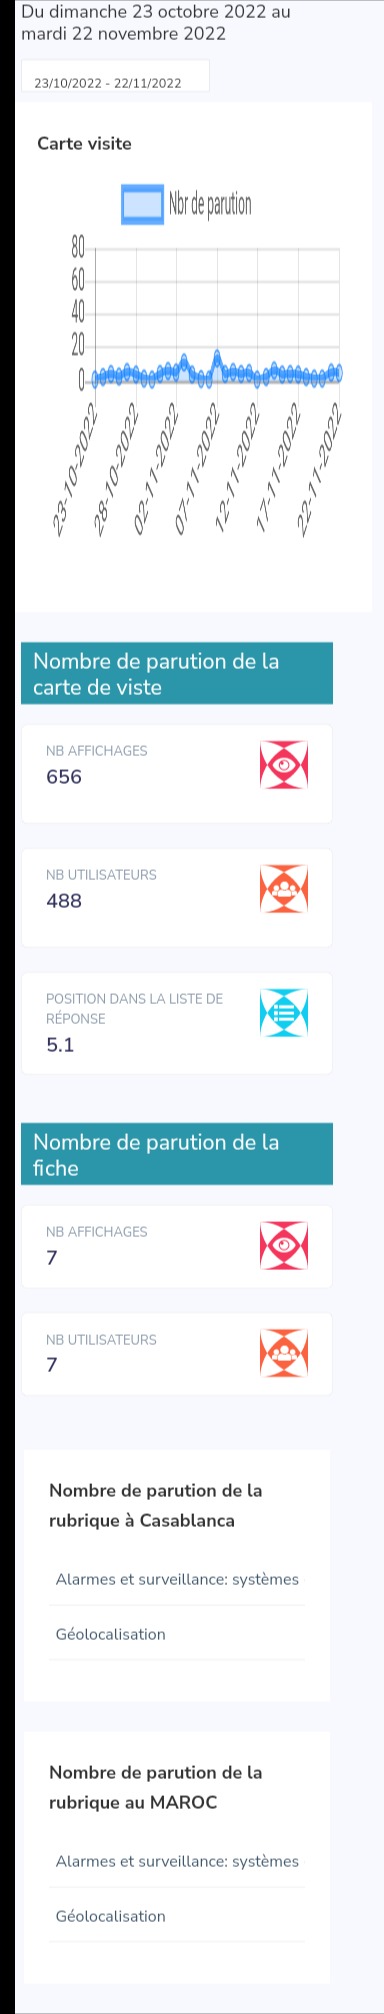 Du dimanche 23 octobre 2022 au
mardi 22 novembre 2022
23/10/2022 - 22/11/2022
Carte visite
Nbr de parution
80
60
40
20
0
23-10-2022
28-10-2022
02-11-2022
07-11-2022
12-11-2022
17-11-2022
22-11-2022
Nombre de parution de la
carte de viste
NB AFFICHAGES
656
NB UTILISATEURS
488
POSITION DANS LA LISTE DE
RÉPONSE
5.1
Nombre de parution de la
fiche
NB AFFICHAGES
7
NB UTILISATEURS
7
Nombre de parution de la
rubrique à Casablanca
Alarmes et surveillance: systèmes
Géolocalisation
Nombre de parution de la
rubrique au MAROC
Alarmes et surveillance: systèmes
Géolocalisation